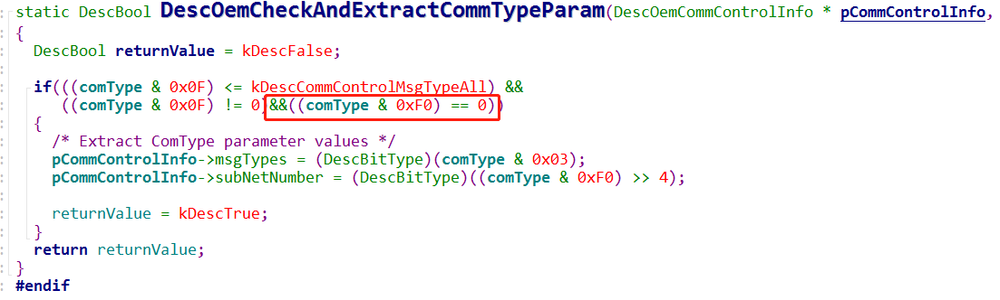 static DescBool DescOemCheckAndExtractCommTypeParam(DescOemCommControlInfo * pCommControlInfo,
{
DescBool returnValue = kDescFalse;
if(((comType & 0x0F) <= kDescCommControlMsgTypeAll) &&
((comType & 0x0F) != 0)&&((comType & 0xF0) == 0))
{
/* Extract ComType parameter values */
pCommControlInfo->msgTypes = (DescBitType)(comType & 0x03);
pCommControlInfo->subNetNumber = (DescBitType)((comType & 0xF0) >> 4);
returnValue = kDescTrue;
}
return returnValue;
}
#endif